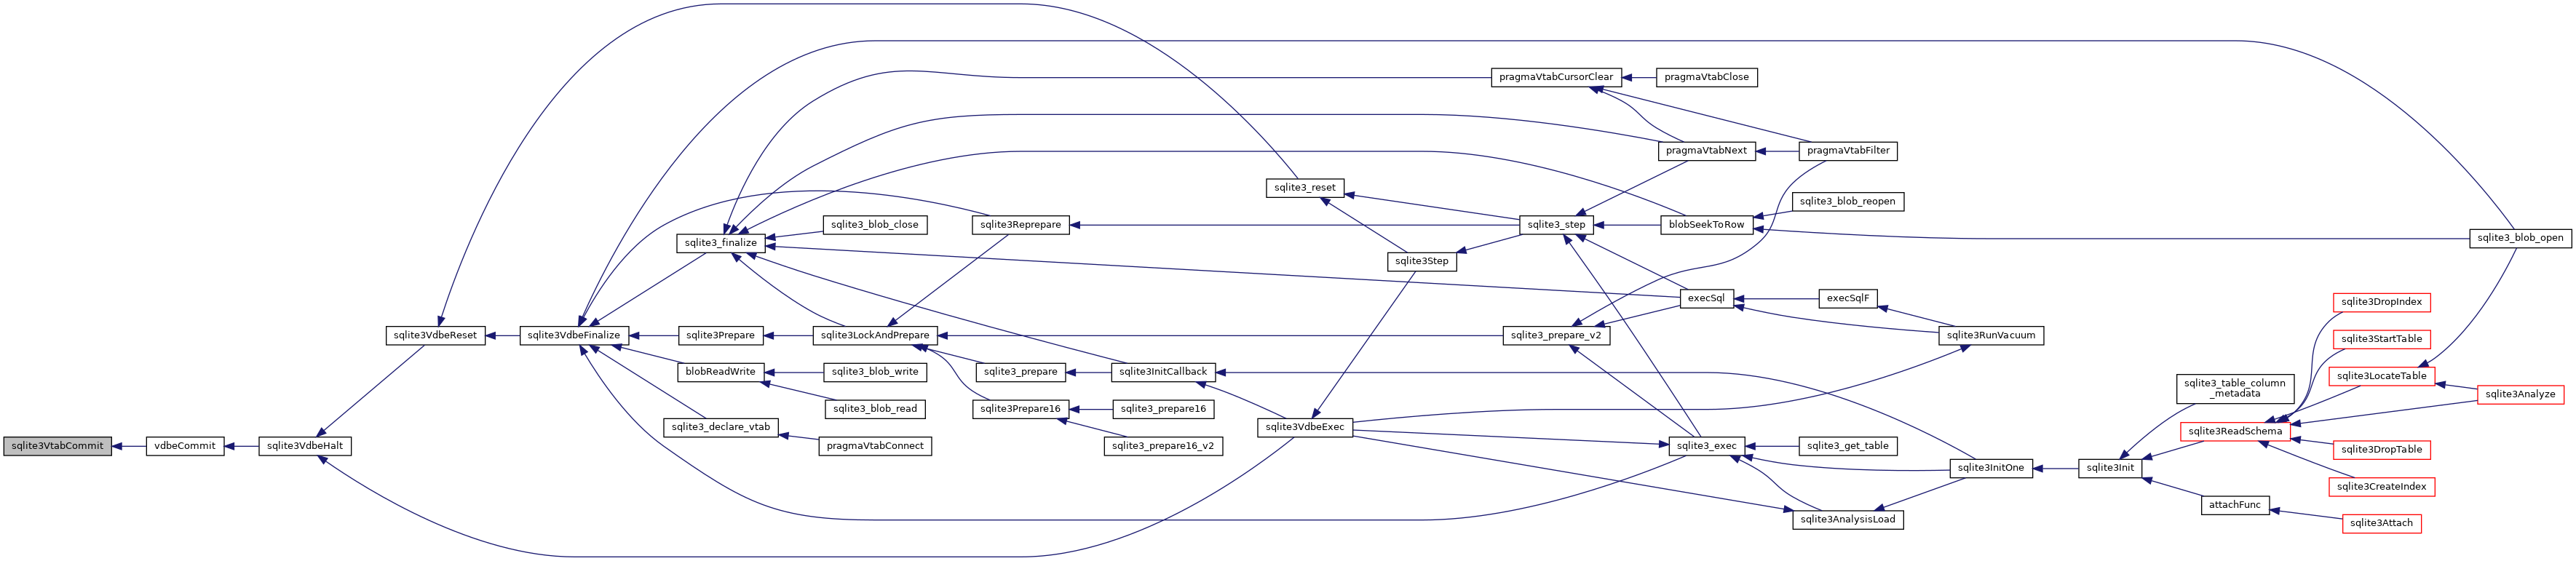 sqlite3VtabCommit
vdbeCommit
sqlite3VdbeHalt
sqlite3VdbeReset
sqlite3VdbeFinalize
sqlite3_finalize
sqlite3_blob_close
sqlite3Prepare
sqlite3LockAndPrepare
blobReadWrite
sqlite3_blob_write
sqlite3_blob_read
sqlite3_declare_vtab
pragmaVtabConnect
sqlite3Reprepare
sqlite3_prepare
sqlite3Prepare16
sqlite3_prepare16
sqlite3_prepare16_v2
sqlite3InitCallback
sqlite3_reset
sqlite3Step
sqlite3VdbeExec
pragmaVtabCursorClear
pragmaVtabClose
pragmaVtabNext
pragmaVtabFilter
sqlite3_step
blobSeekToRow
sqlite3_blob_reopen
sqlite3_prepare_v2
execSql
execSqlF
sqlite3RunVacuum
sqlite3_exec
sqlite3_get_table
sqlite3AnalysisLoad
sqlite3InitOne
sqlite3Init
sqlite3_table_column
_metadata
sqlite3ReadSchema
attachFunc
sqlite3DropIndex
sqlite3StartTable
sqlite3LocateTable
sqlite3DropTable
sqlite3CreateIndex
sqlite3Attach
sqlite3_blob_open
sqlite3Analyze